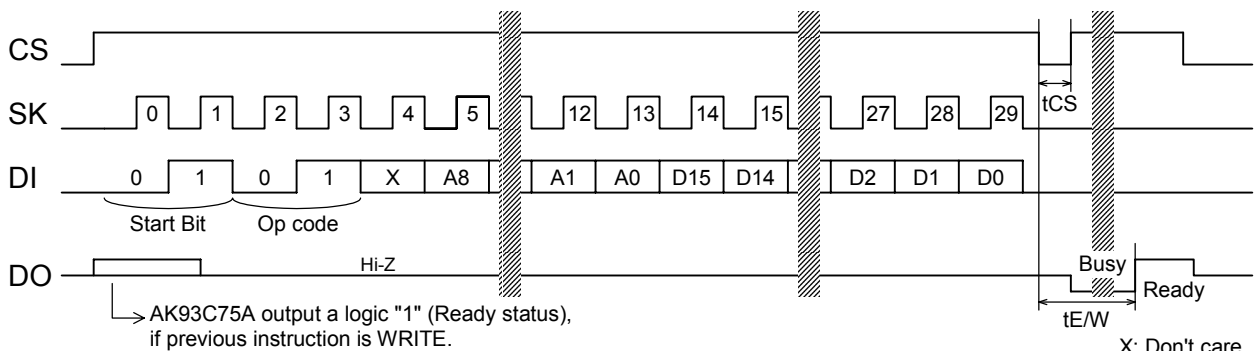 CS
tCS
SK 0 1 2 3 4 5 12 13 14 15 27 28 29
DI 0 1 0 1 X A8 A1 A0 D15 D14 D2 D1 D0
Start Bit Op code
DO Hi-Z Busy Ready
AK93C75A output a logic "1" (Ready status),
if previous instruction is WRITE.
tE/W
X: Don't care